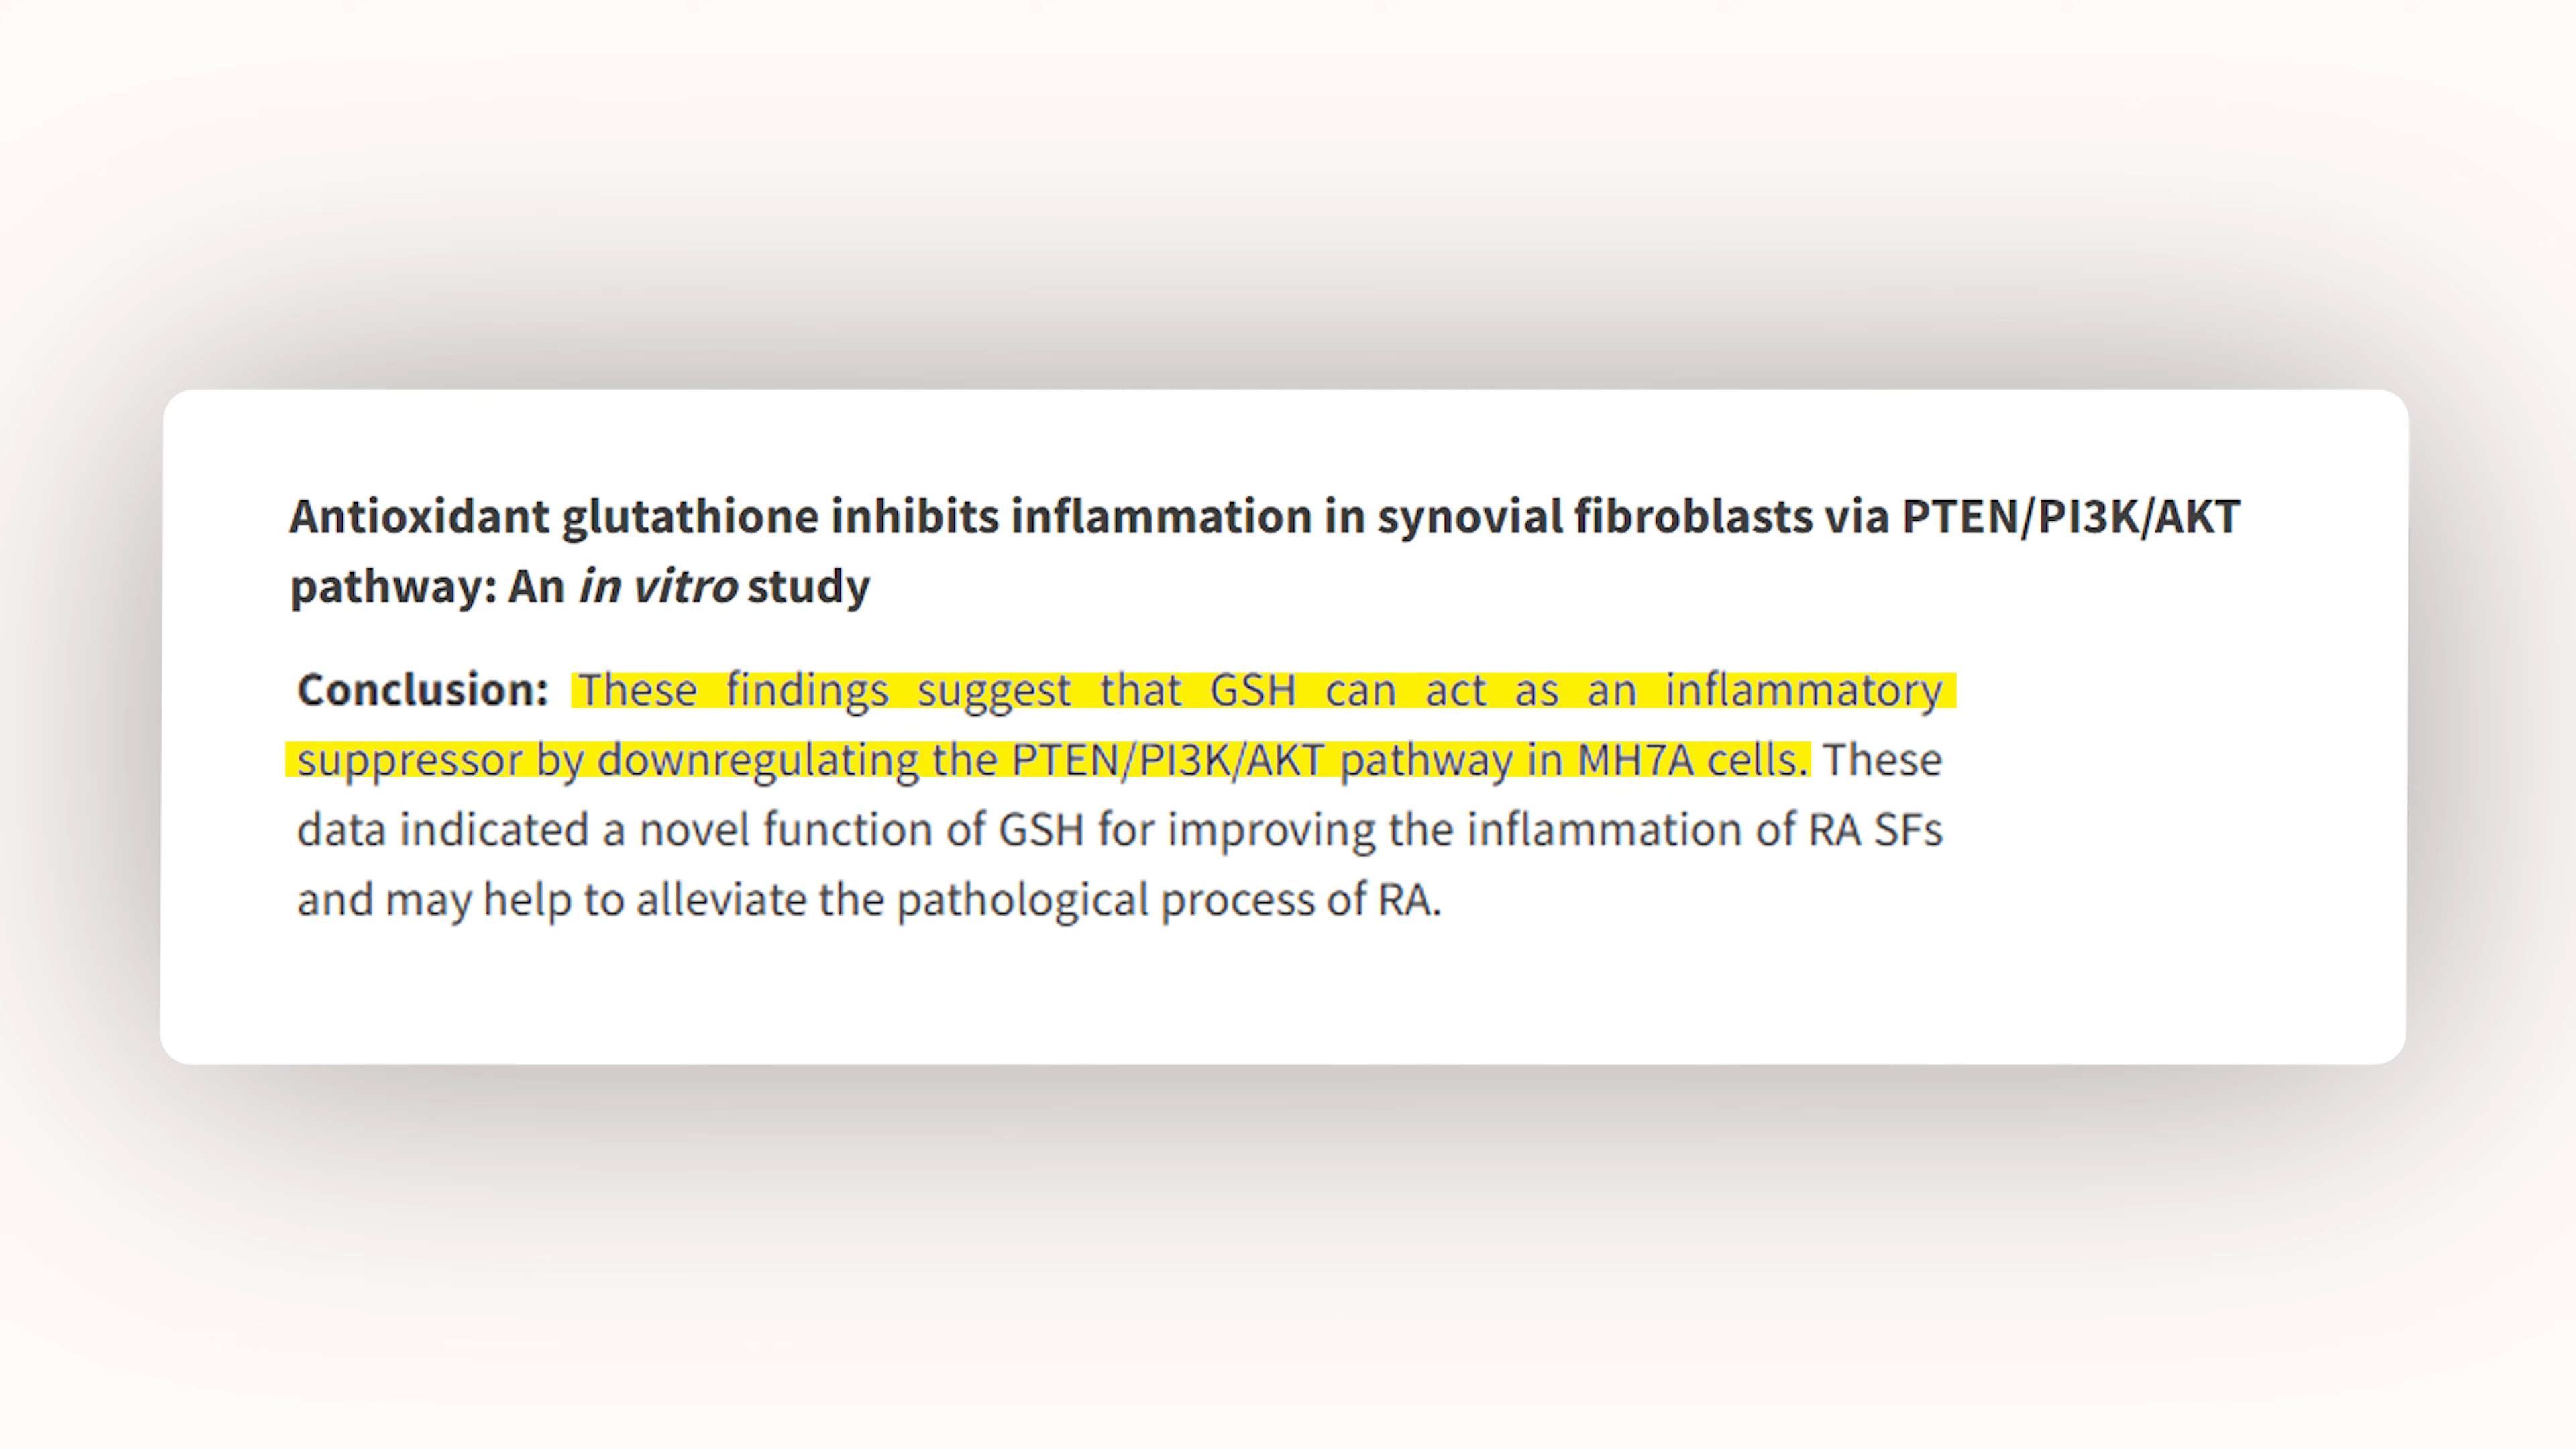 Antioxidant glutathione inhibits inflammation in synovial fibroblasts via PTEN/PI3K/AKT
pathway: An in vitro study
Conclusion: These findings suggest that GSH can act as an inflammatory
suppressor by downregulating the PTEN/PI3K/AKT pathway in MH7A cells. These
data indicated a novel function of GSH for improving the inflammation of RA SFs
and may help to alleviate the pathological process of RA.